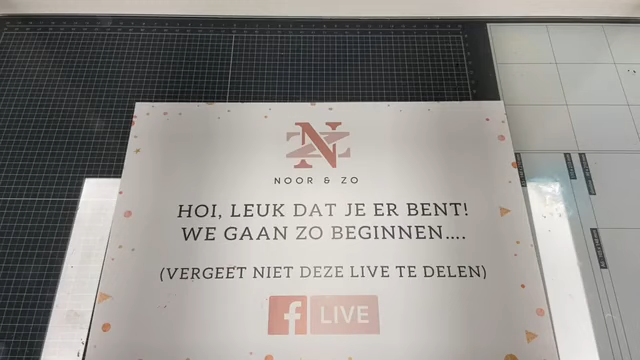 NZ
NOOR & ZO
HOI, LEUK DAT JE ER BENT!
WE GAAN ZO BEGINNEN....
(VERGEET NIET DEZE LIVE TE DELEN)
f LIVE